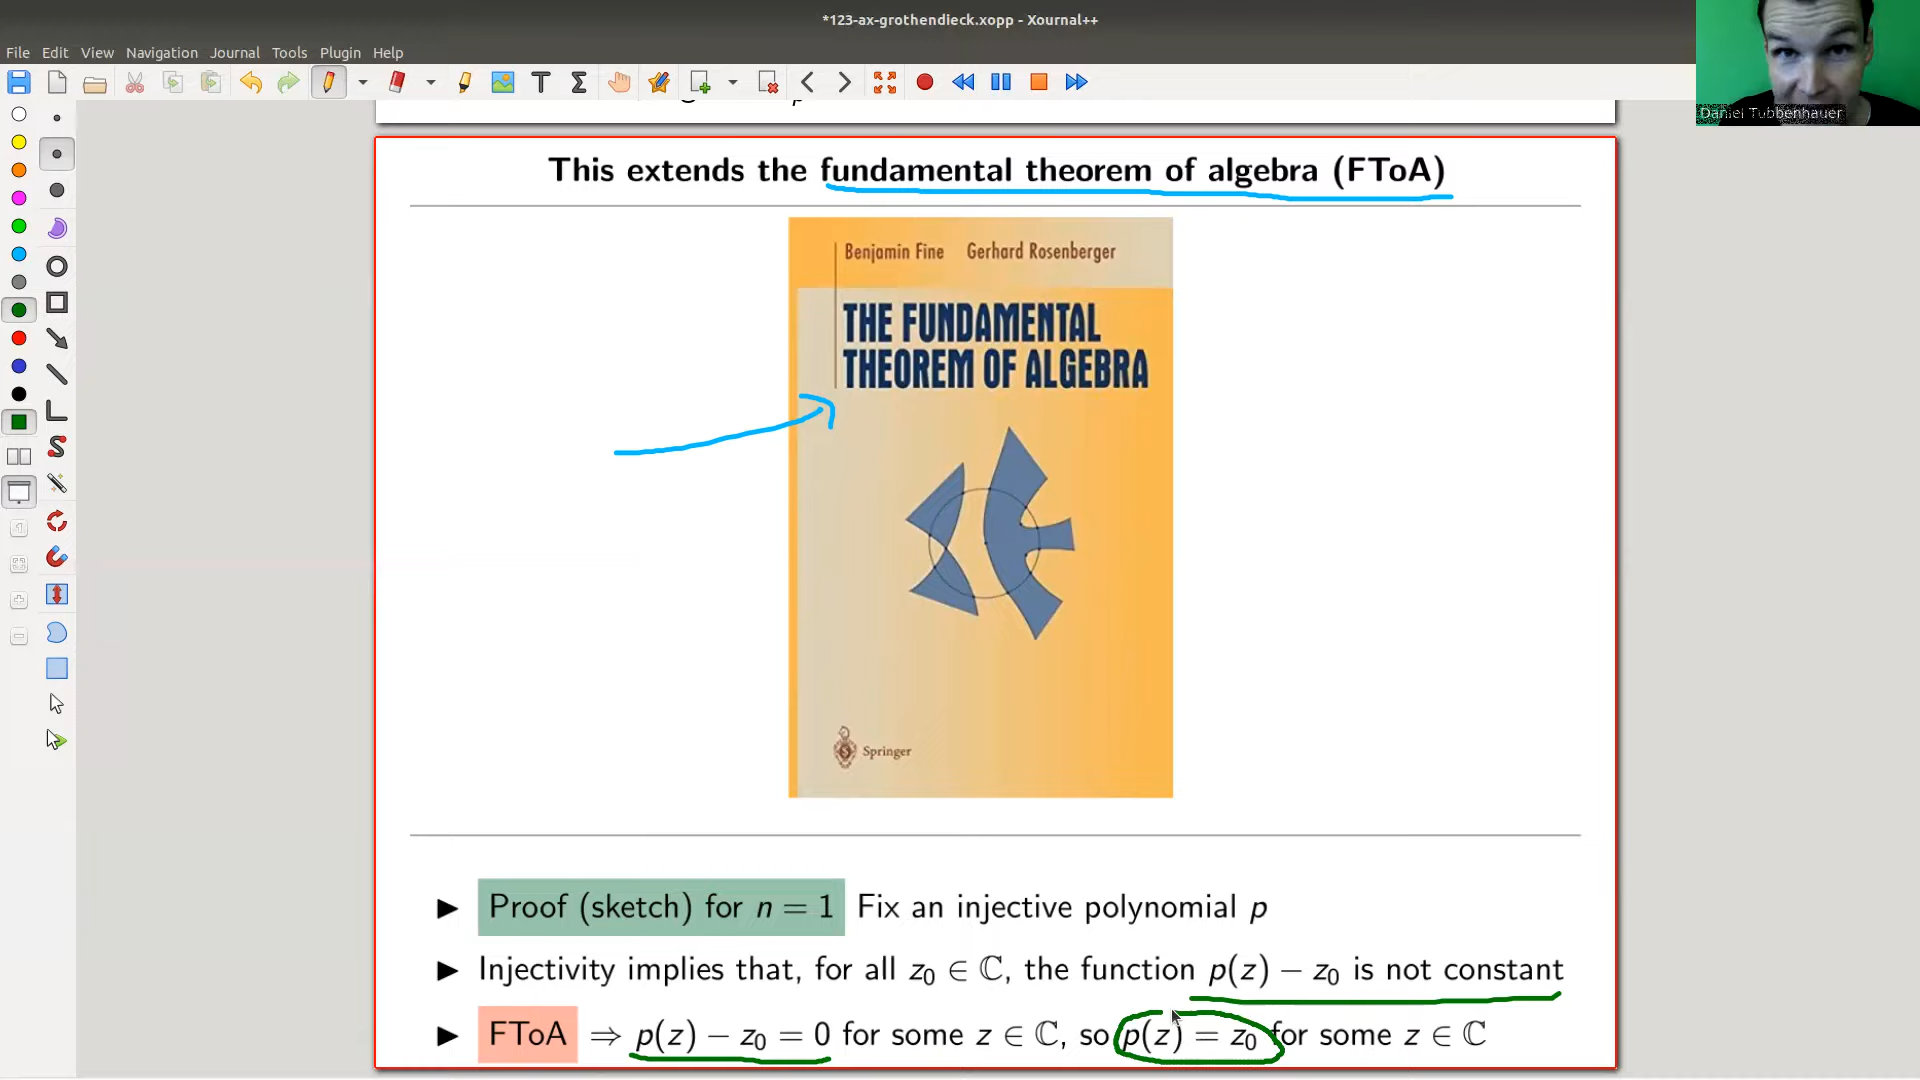 *123-ax-grothendieck.xopp - Xournal++
File Edit View Navigation Journal Tools Plugin Help
Daniel Tubbenhauer
This extends the fundamental theorem of algebra (FToA)
Benjamin Fine Gerhard Rosenberger
THE FUNDAMENTAL
THEOREM OF ALGEBRA
Springer
▶ Proof (sketch) for n = 1 Fix an injective polynomial p
▶ Injectivity implies that, for all z₀ ∈ ℂ, the function p(z) − z₀ is not constant
▶ FToA ⇒ p(z) − z₀ = 0 for some z ∈ ℂ, so p(z) = z₀ for some z ∈ ℂ